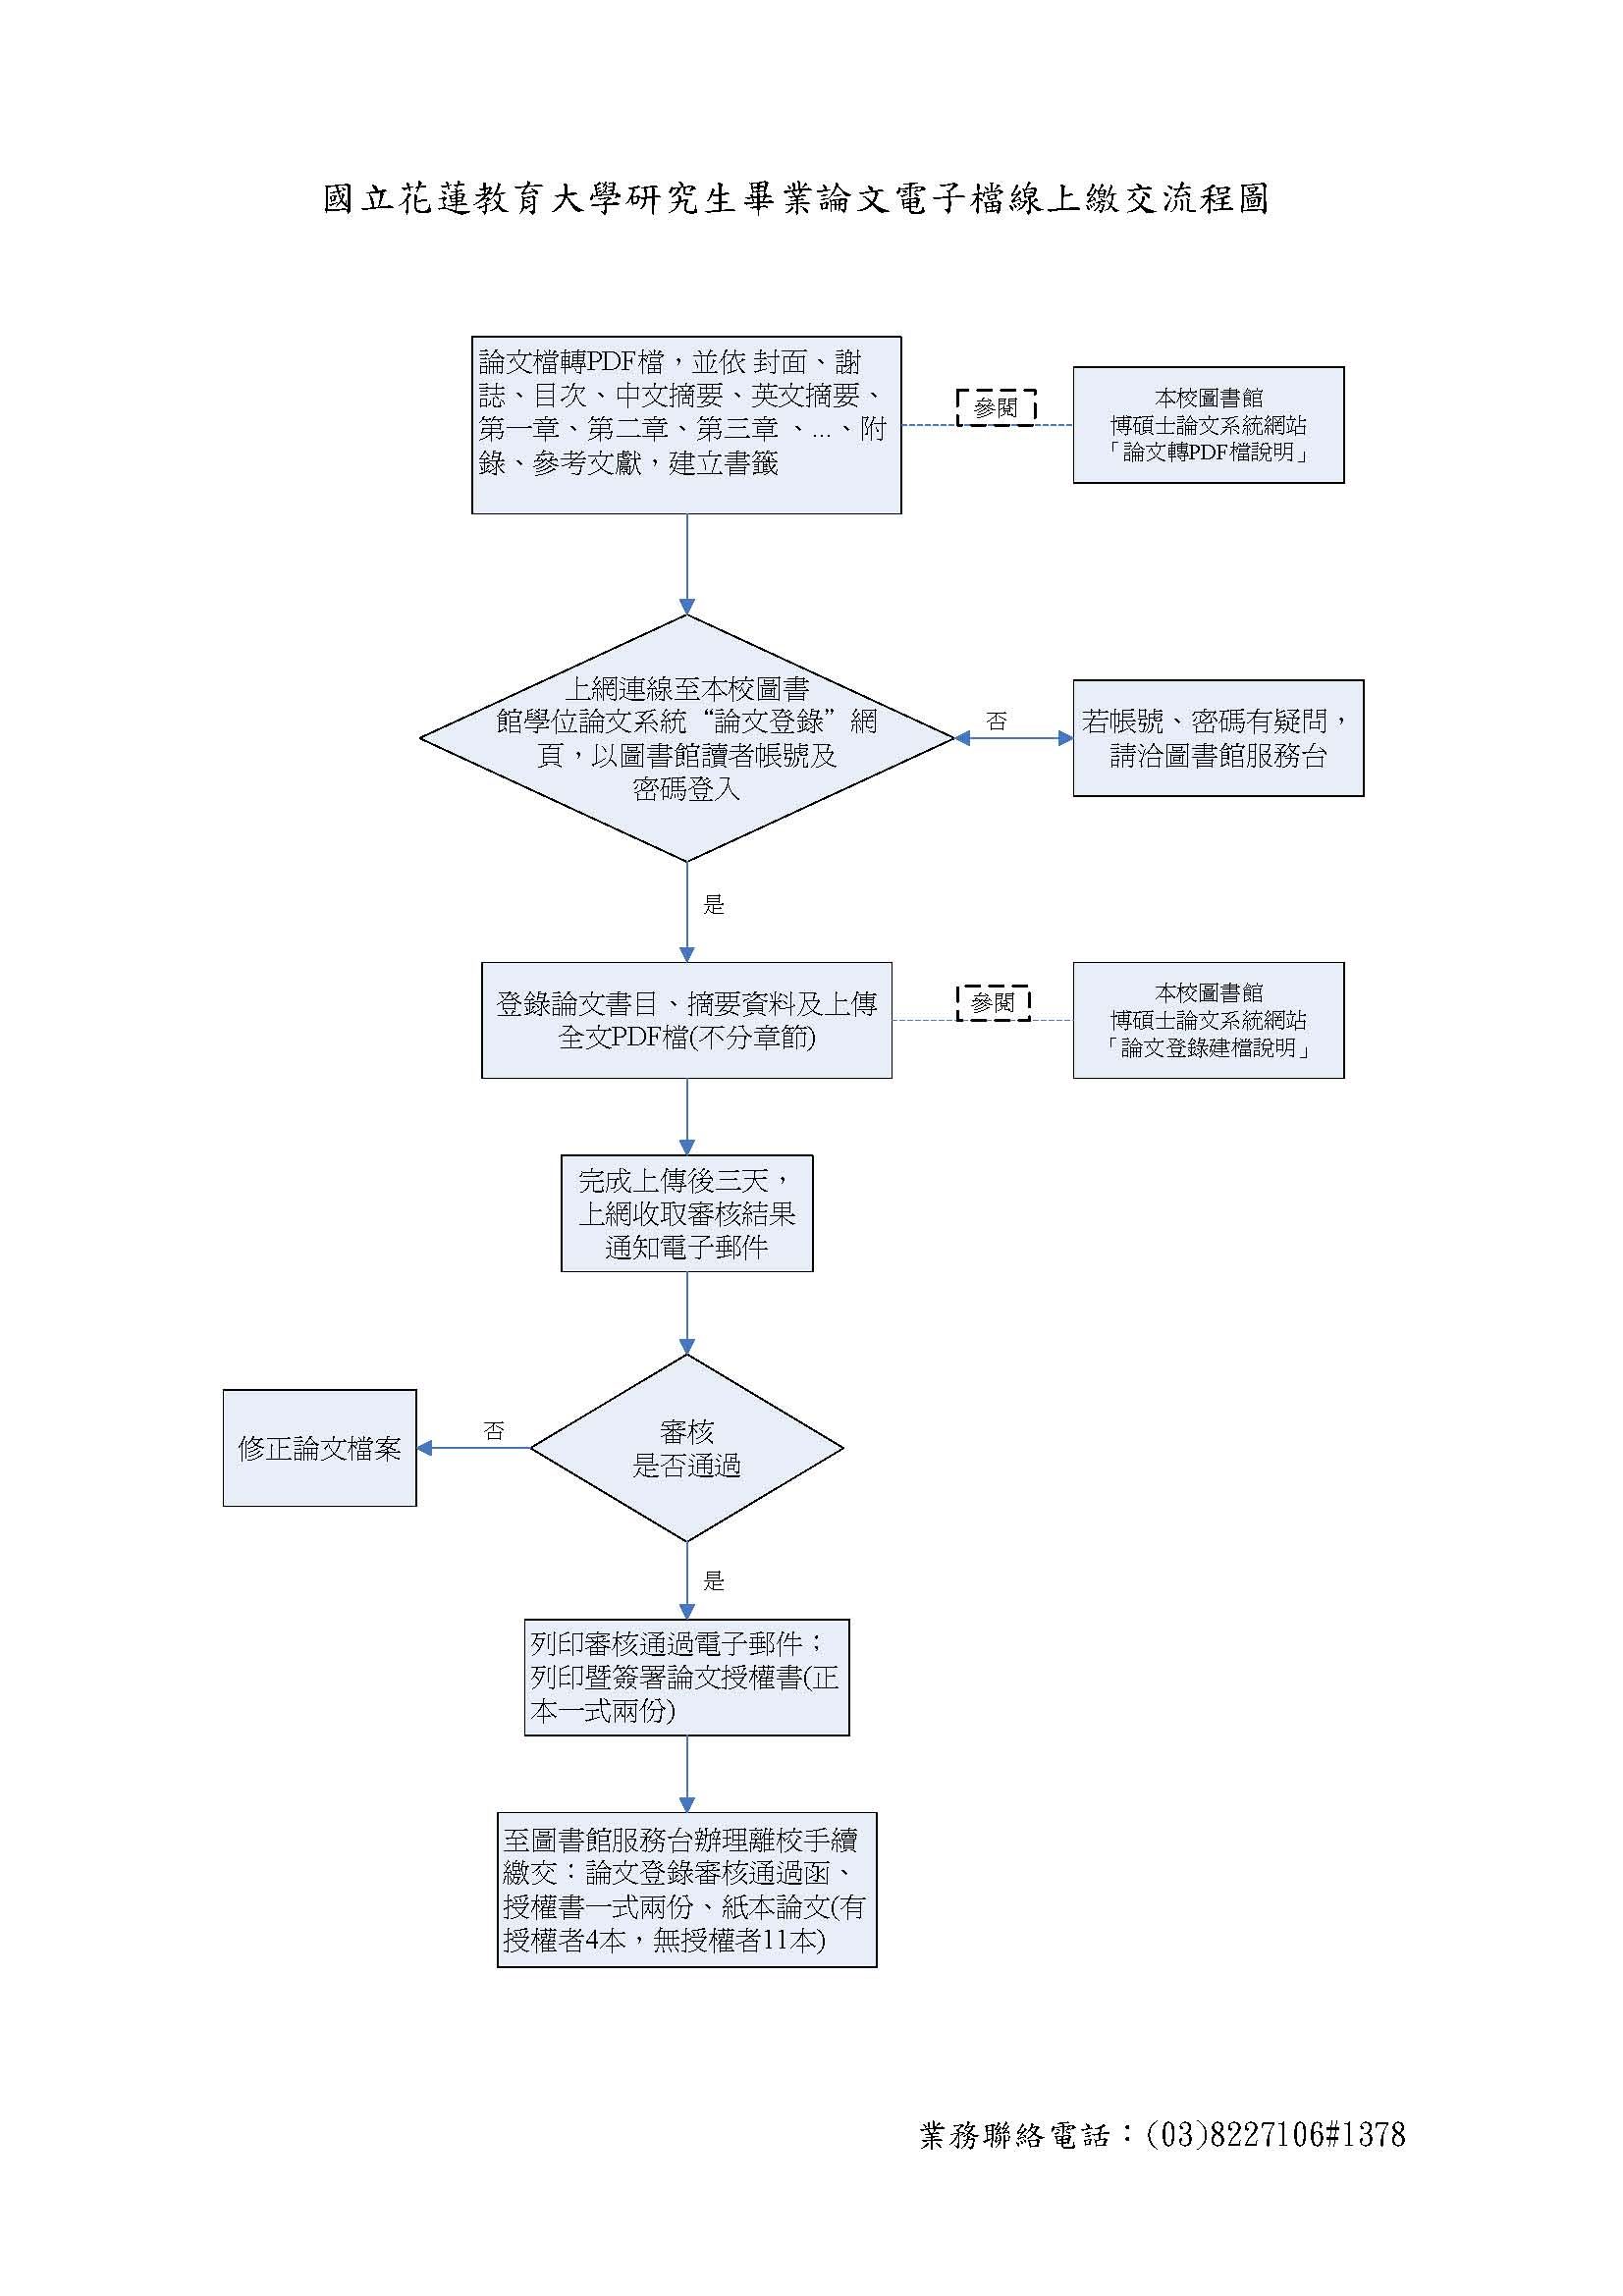 國立花蓮教育大學研究生畢業論文電子檔線上繳交流程圖
論文檔轉PDF檔，並依 封面、謝
誌、目次、中文摘要、英文摘要、
第一章、第二章、第三章 、...、附
錄、參考文獻，建立書籤
參閱
本校圖書館
博碩士論文系統網站
「論文轉PDF檔說明」
上網連線至本校圖書
館學位論文系統“論文登錄”網
頁，以圖書館讀者帳號及
密碼登入
否
若帳號、密碼有疑問，
請洽圖書館服務台
是
登錄論文書目、摘要資料及上傳
全文PDF檔(不分章節)
參閱
本校圖書館
博碩士論文系統網站
「論文登錄建檔說明」
完成上傳後三天，
上網收取審核結果
通知電子郵件
審核
是否通過
否
修正論文檔案
是
列印審核通過電子郵件；
列印暨簽署論文授權書(正
本一式兩份)
至圖書館服務台辦理離校手續
繳交：論文登錄審核通過函、
授權書一式兩份、紙本論文(有
授權者4本，無授權者11本)
業務聯絡電話：(03)8227106#1378